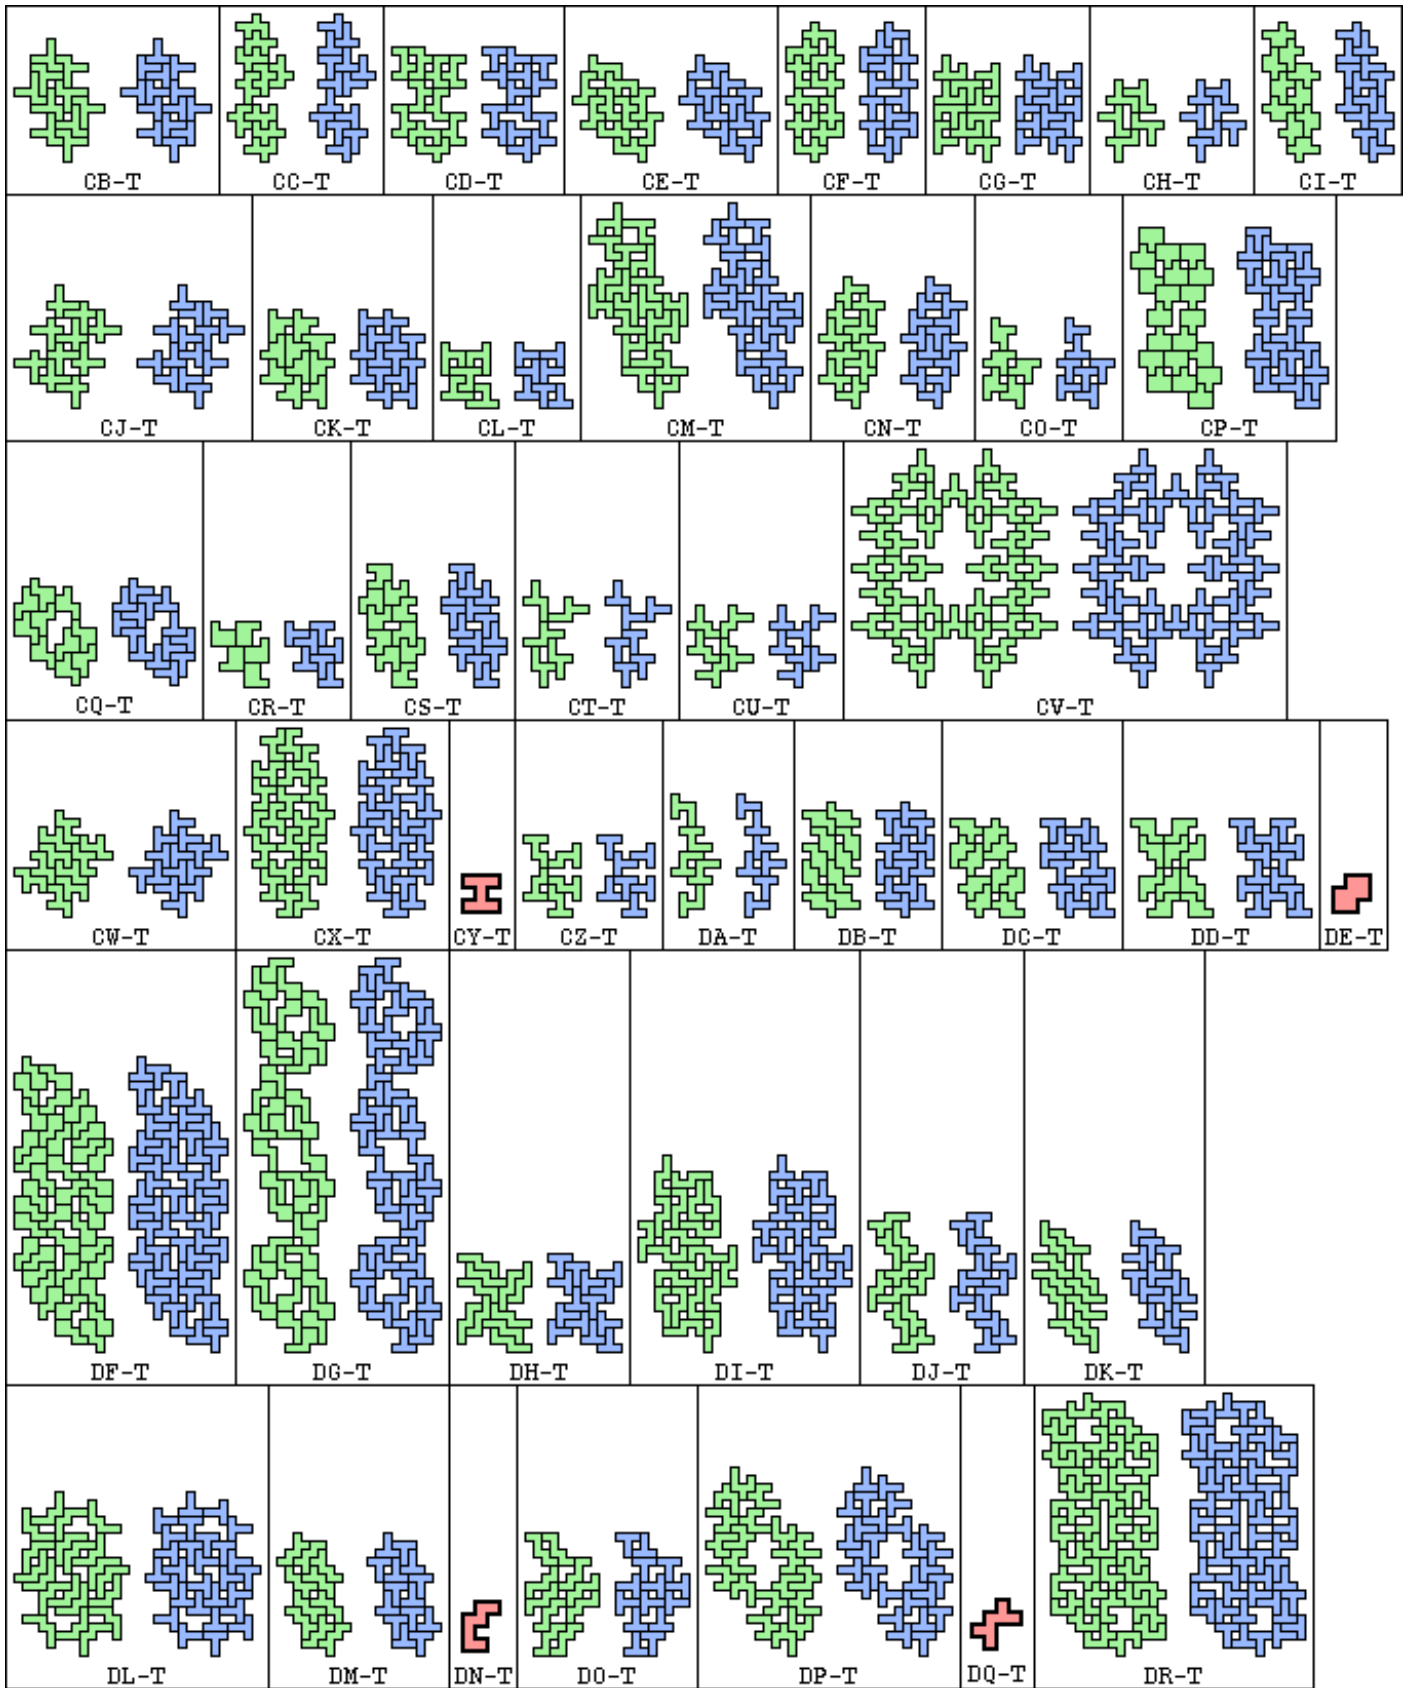 CB-T CC-T CD-T CE-T CF-T CG-T CH-T CI-T
CJ-T CK-T CL-T CM-T CN-T CO-T CP-T
CQ-T CR-T CS-T CT-T CU-T CV-T
CW-T CX-T CY-T CZ-T DA-T DB-T DC-T DD-T DE-T
DF-T DG-T DH-T DI-T DJ-T DK-T
DL-T DM-T DN-T DO-T DP-T DQ-T DR-T